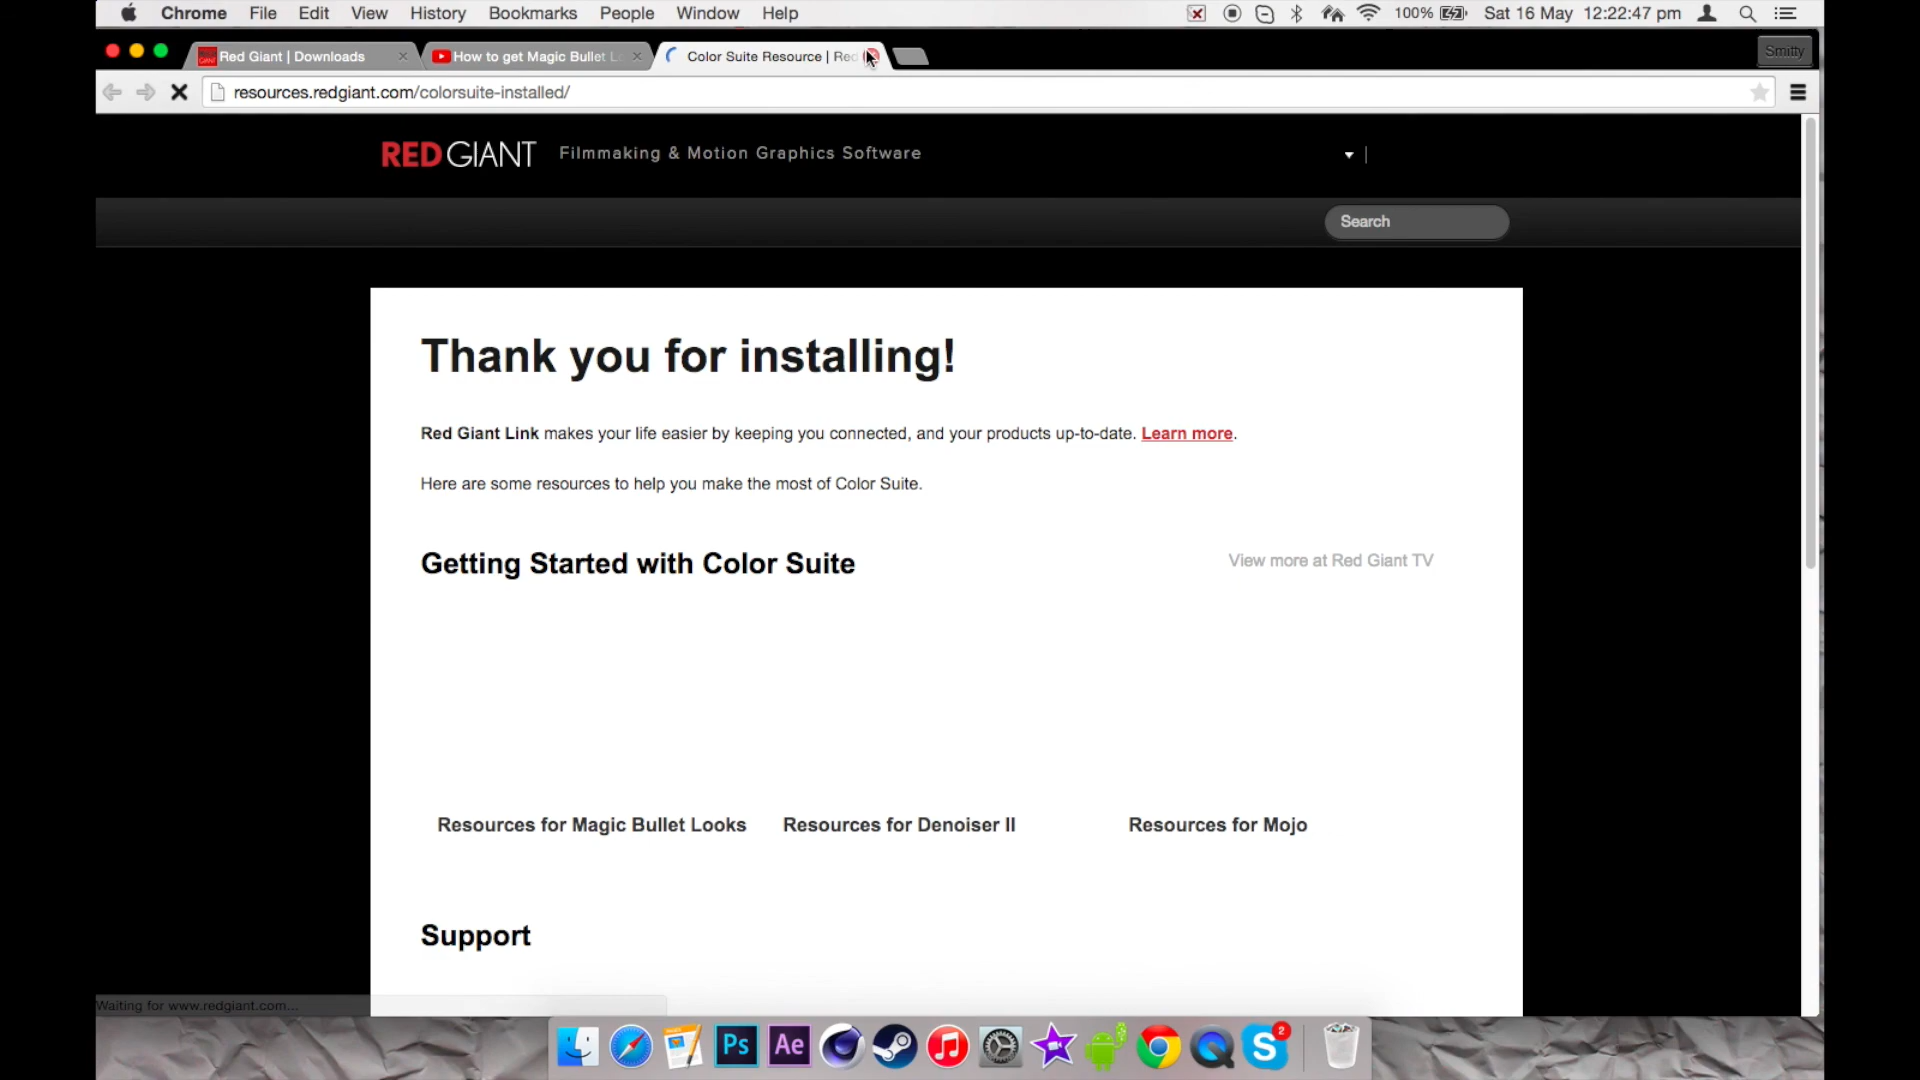 Chrome File Edit View History Bookmarks People Window Help 100% Sat 16 May 12:22:47 pm
Red Giant | Downloads How to get Magic Bullet Lo Color Suite Resource | Red Smitty
resources.redgiant.com/colorsuite-installed/
RED GIANT Filmmaking & Motion Graphics Software
Search
Thank you for installing!
Red Giant Link makes your life easier by keeping you connected, and your products up-to-date. Learn more.
Here are some resources to help you make the most of Color Suite.
Getting Started with Color Suite View more at Red Giant TV
Resources for Magic Bullet Looks Resources for Denoiser II Resources for Mojo
Support
Waiting for www.redgiant.com...
Ps Ae S 2